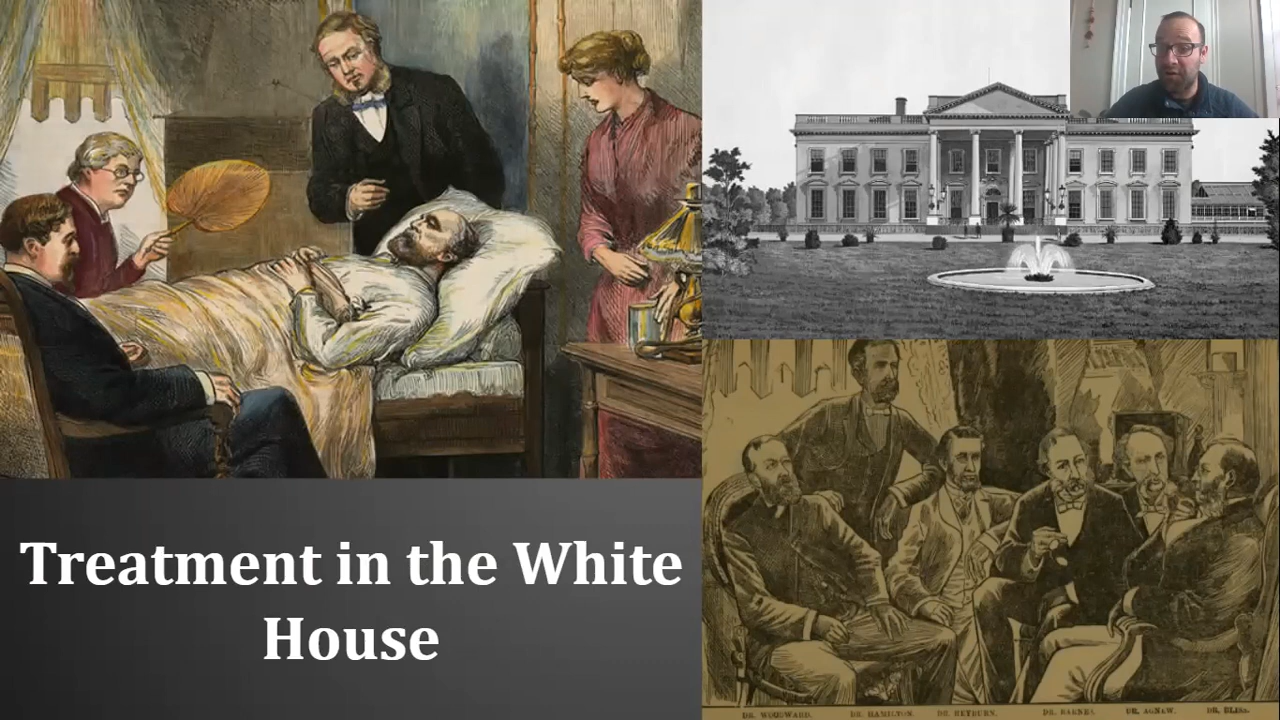 Treatment in the White
House
DR. WOODWARD. DR. HAMILTON. DR. REYBURN. DR. BARNES. DR. AGNEW. DR. BLISS.